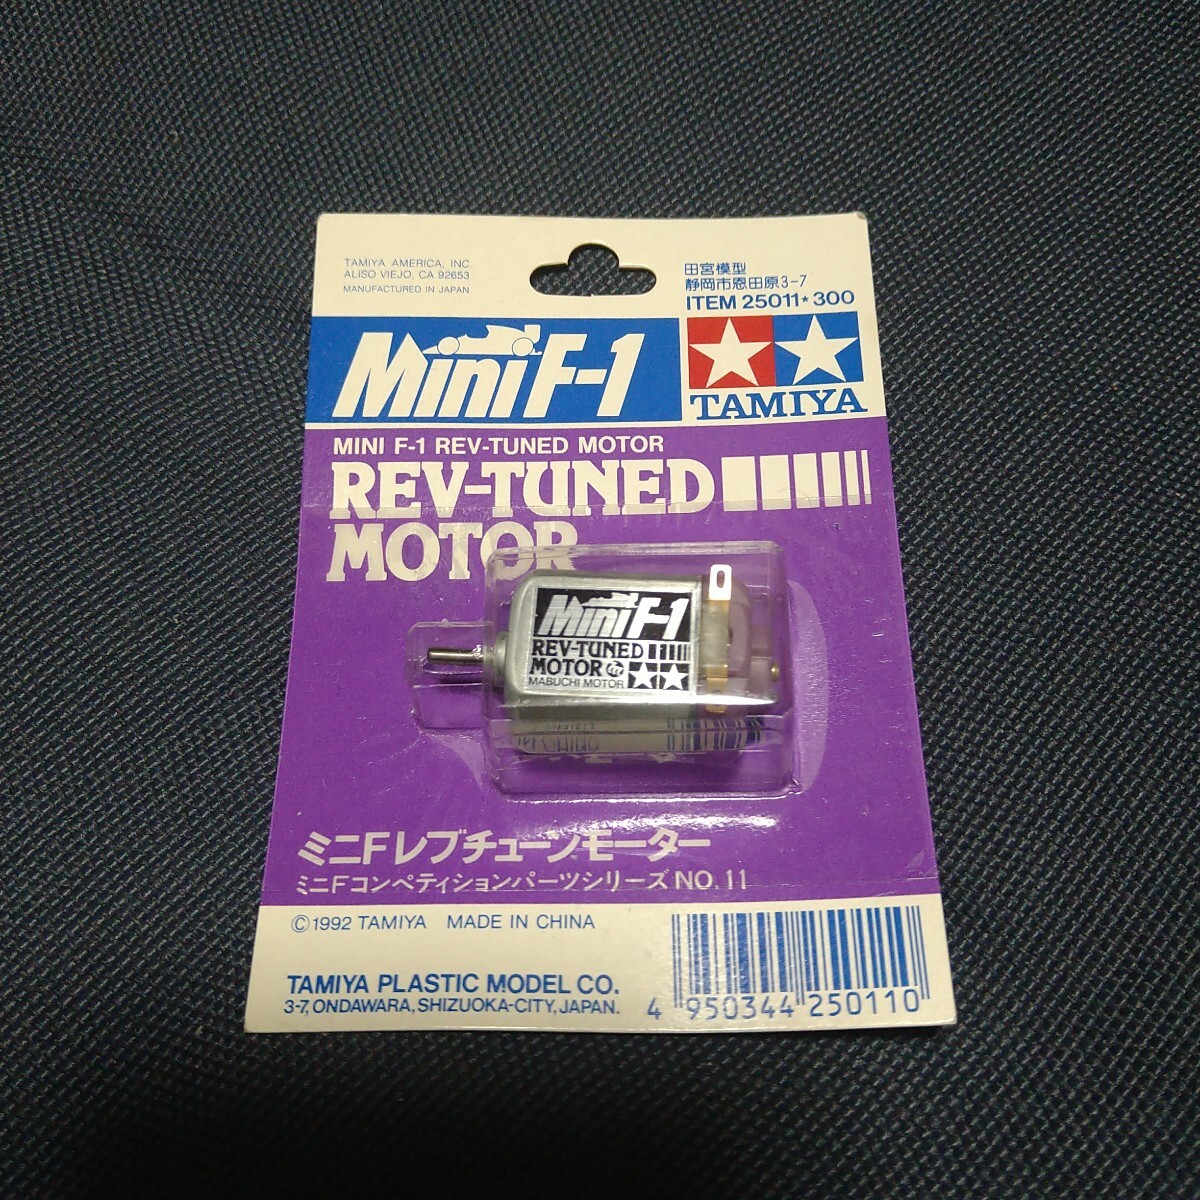 TAMIYA AMERICA, INC.
ALISO VIEJO, CA 92653
MANUFACTURED IN JAPAN
田宮模型
静岡市恩田原3-7
ITEM 25011★300
Mini F-1
TAMIYA
MINI F-1 REV-TUNED MOTOR
REV-TUNED
MOTOR
Mini F-1
REV-TUNED
MOTOR
MABUCHI MOTOR
ミニFレブチューンモーター
ミニFコンペティションパーツシリーズ NO.11
©1992 TAMIYA MADE IN CHINA
TAMIYA PLASTIC MODEL CO.
3-7, ONDAWARA, SHIZUOKA-CITY, JAPAN.
4 950344 250110